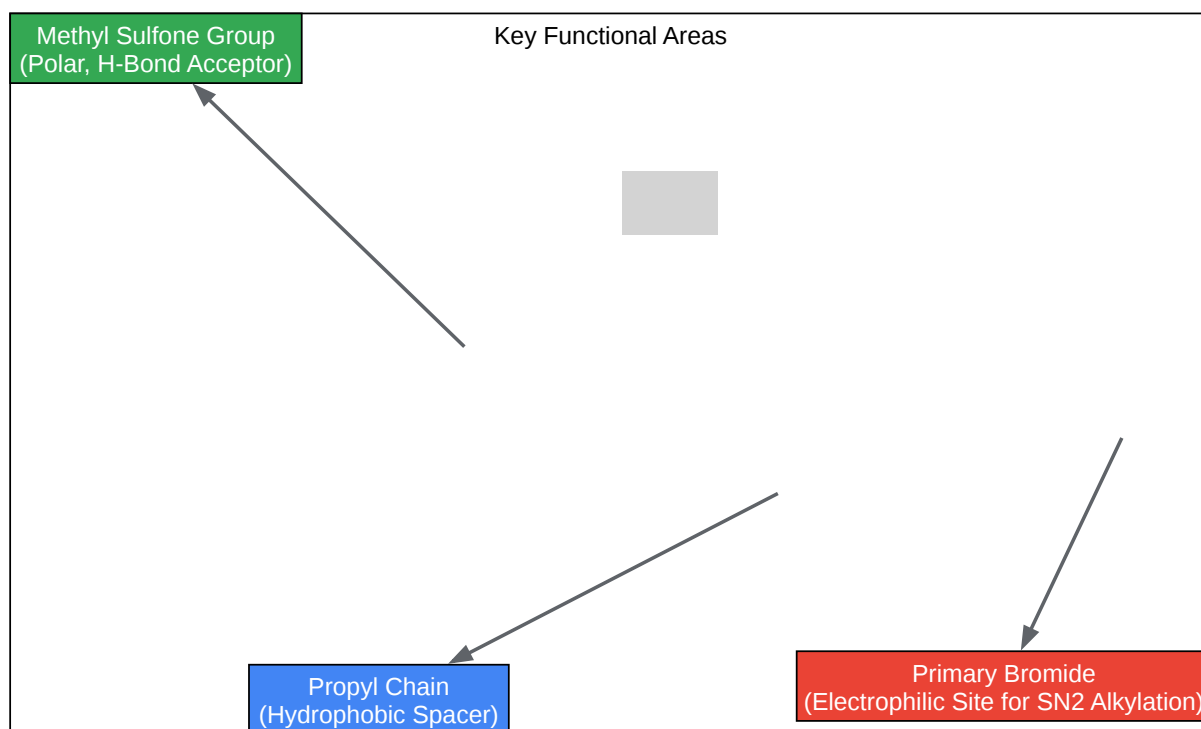 Methyl Sulfone Group
(Polar, H-Bond Acceptor)
Key Functional Areas
Propyl Chain
(Hydrophobic Spacer)
Primary Bromide
(Electrophilic Site for SN2 Alkylation)